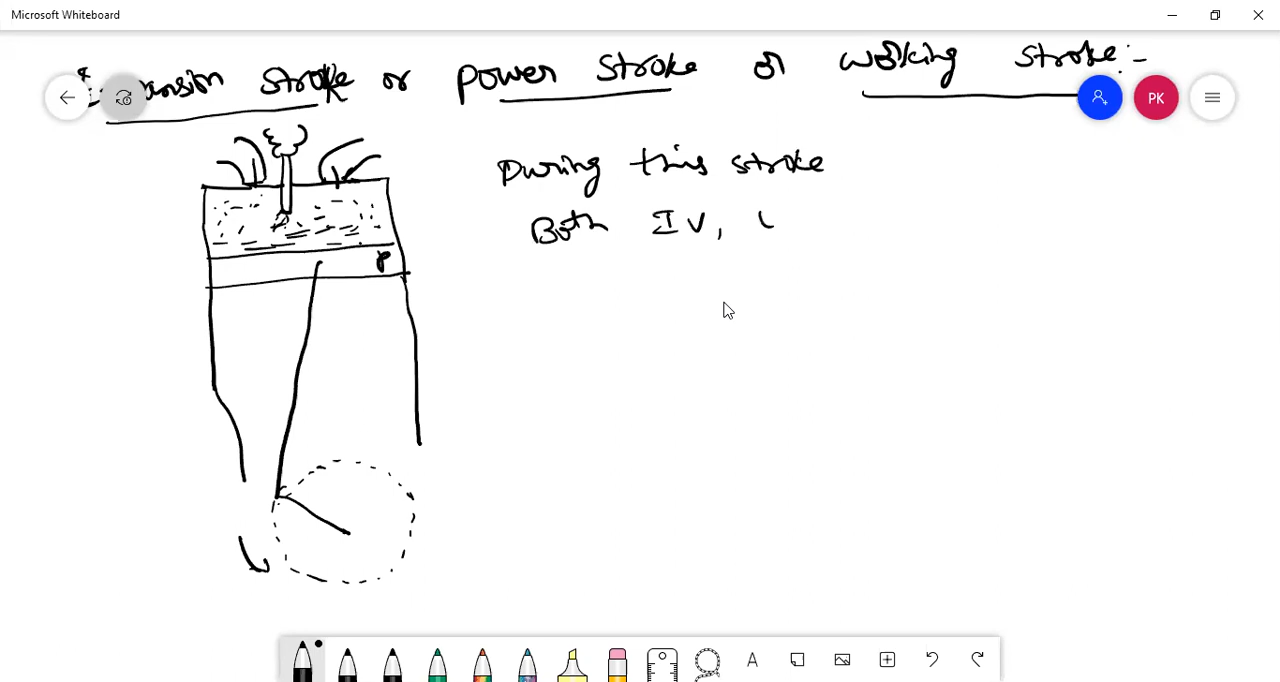 Microsoft Whiteboard
Expansion stroke or power stroke or working stroke:-
PK
During this stroke
Both IV,
P
A